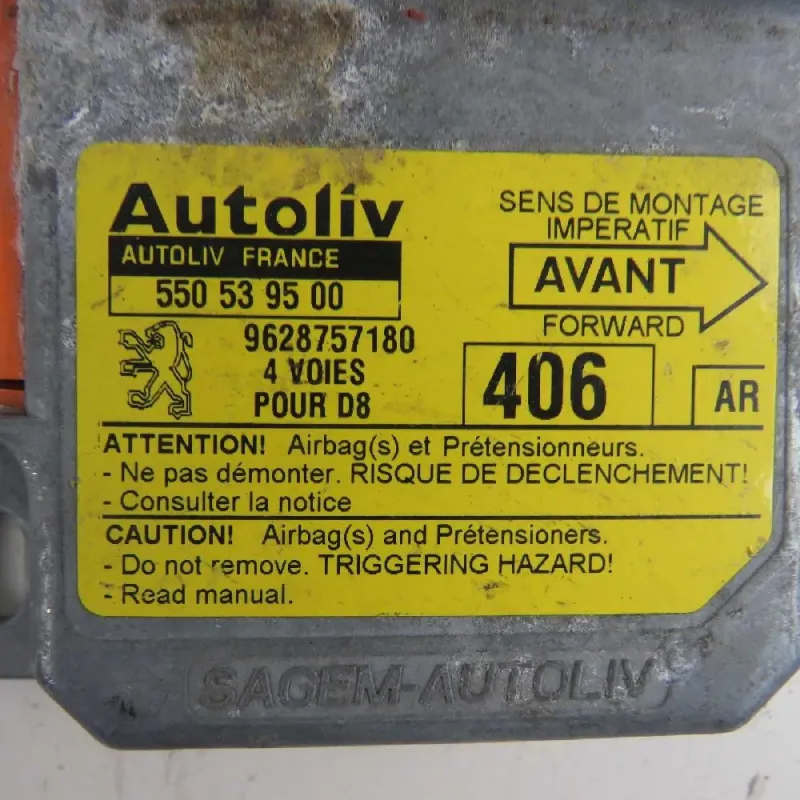 Autoliv
AUTOLIV FRANCE
550 53 95 00
9628757180
4 VOIES
POUR D8
SENS DE MONTAGE
IMPERATIF
AVANT
FORWARD
406
AR
ATTENTION! Airbag(s) et Prétensionneurs.
- Ne pas démonter. RISQUE DE DECLENCHEMENT!
- Consulter la notice
CAUTION! Airbag(s) and Prétensioners.
- Do not remove. TRIGGERING HAZARD!
- Read manual.
SAGEM-AUTOLIV